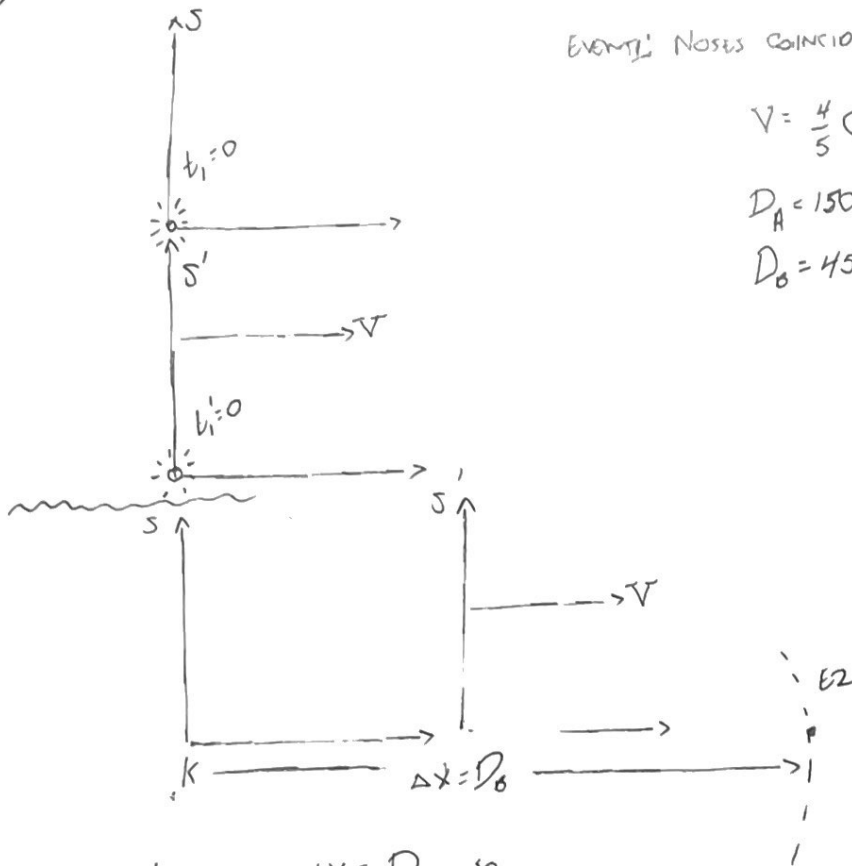 S
EVENT1: NOSES COINCID
t₁=0
V = 4/5 C
D_A = 150
S'
D_B = 45
V
t₁'=0
S
S'
V
E2
K
Δx = D_B